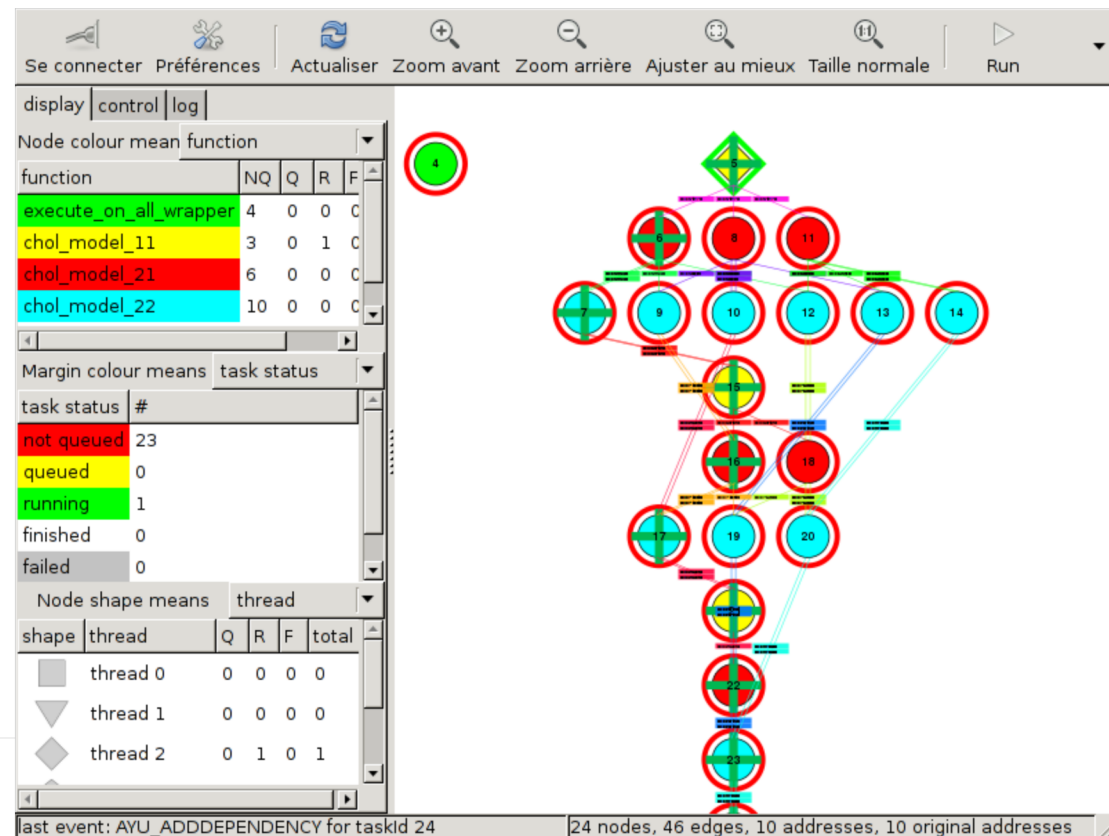 Se connecter Préférences Actualiser Zoom avant Zoom arrière Ajuster au mieux Taille normale Run
display control log
Node colour mean function
function NQ Q R F
execute_on_all_wrapper 4 0 0
chol_model_11 3 0 1
chol_model_21 6 0 0
chol_model_22 10 0 0
Margin colour means task status
task status #
not queued 23
queued 0
running 1
finished 0
failed 0
Node shape means thread
shape thread Q R F total
thread 0 0 0 0 0
thread 1 0 0 0 0
thread 2 0 1 0 1
4 5
6 8 11
7 9 10 12 13 14
15
16 18
17 19 20
22
23
last event: AYU_ADDDEPENDENCY for taskId 24
24 nodes, 46 edges, 10 addresses, 10 original addresses